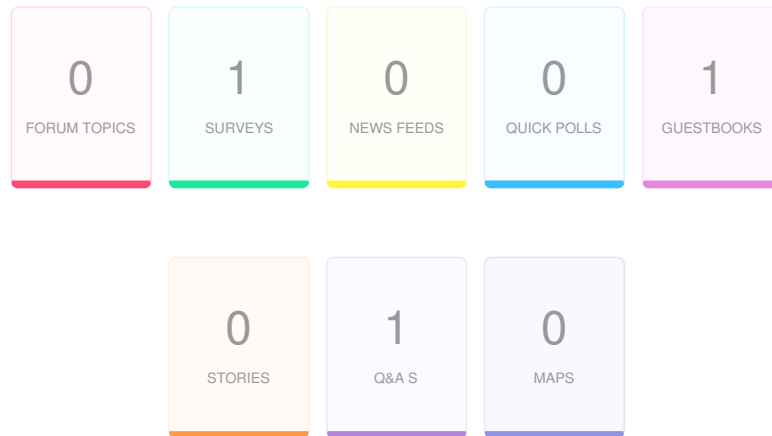 0 1 0 0 1
FORUM TOPICS SURVEYS NEWS FEEDS QUICK POLLS GUESTBOOKS
0 1 0
STORIES Q&A S MAPS